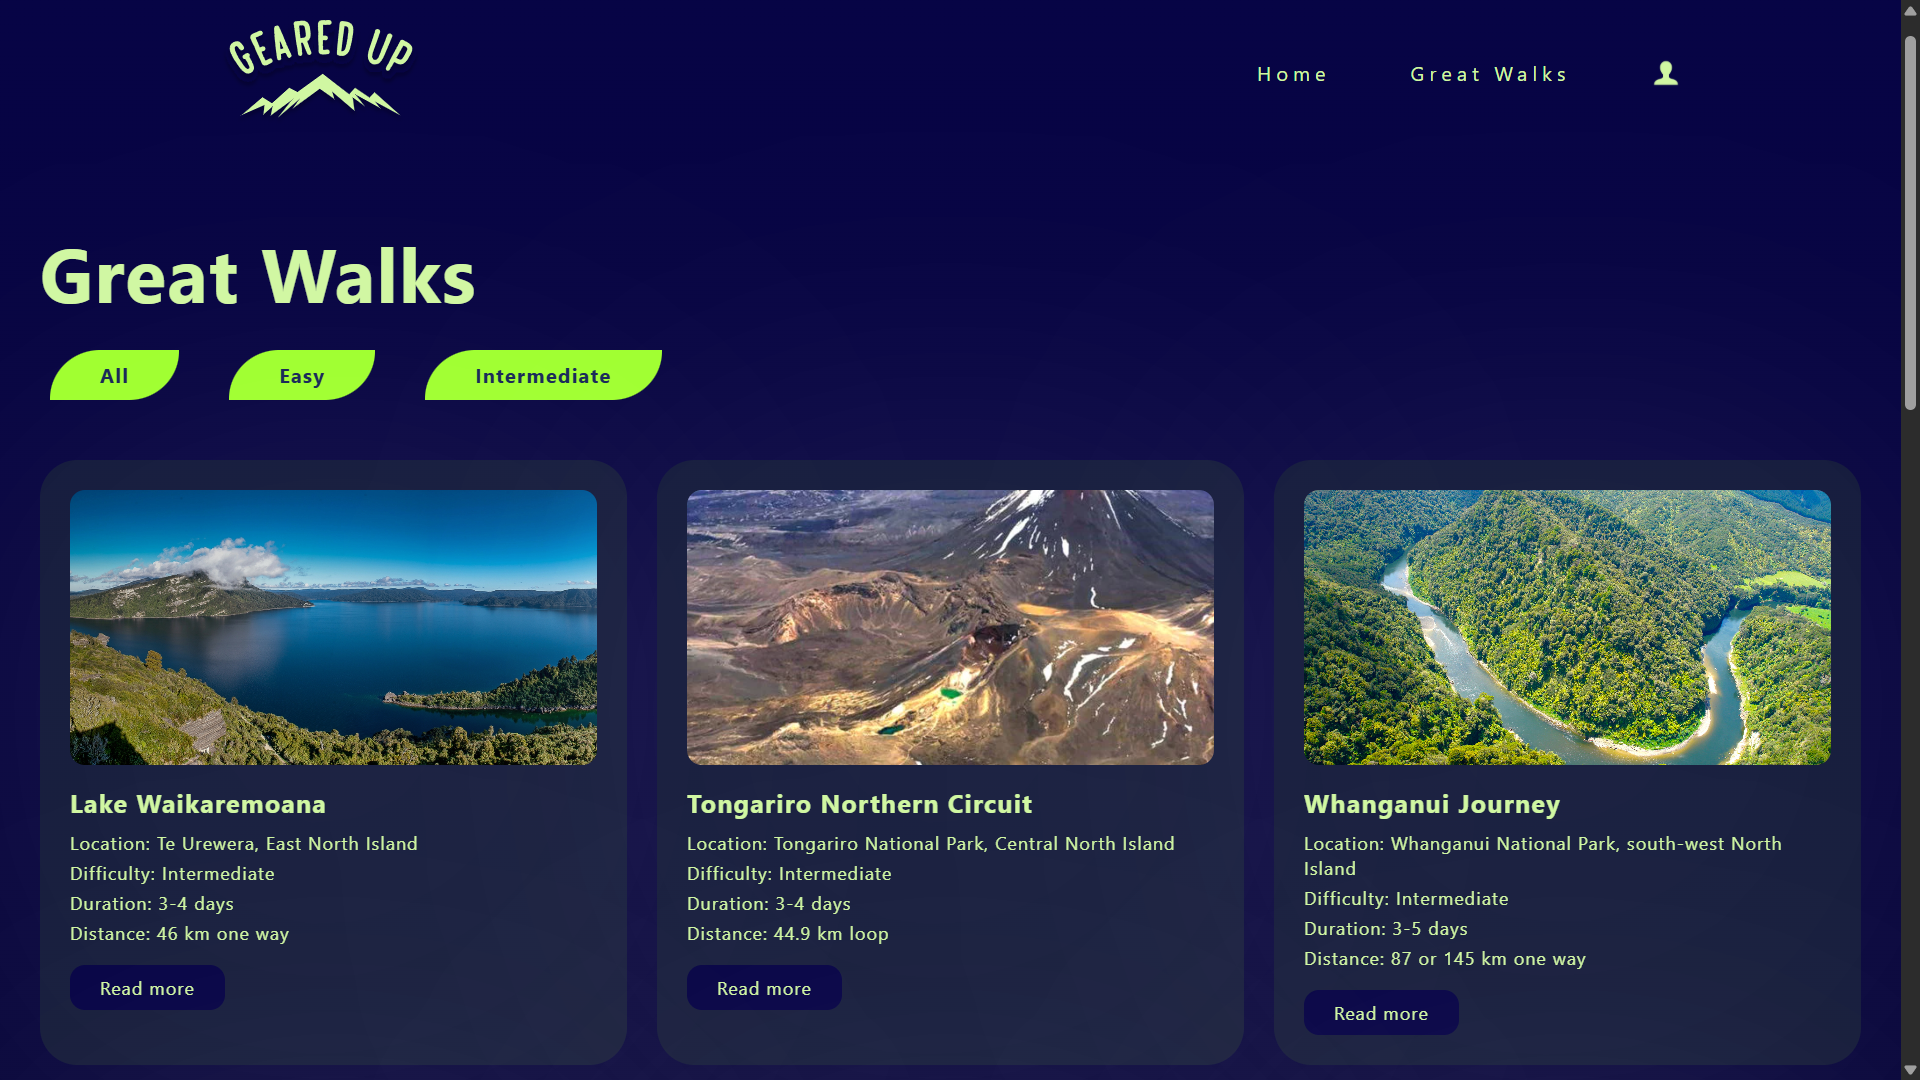 GEARED UP
Home
Great Walks
Great Walks
All
Easy
Intermediate
Lake Waikaremoana
Location: Te Urewera, East North Island
Difficulty: Intermediate
Duration: 3-4 days
Distance: 46 km one way
Read more
Tongariro Northern Circuit
Location: Tongariro National Park, Central North Island
Difficulty: Intermediate
Duration: 3-4 days
Distance: 44.9 km loop
Read more
Whanganui Journey
Location: Whanganui National Park, south-west North
Island
Difficulty: Intermediate
Duration: 3-5 days
Distance: 87 or 145 km one way
Read more